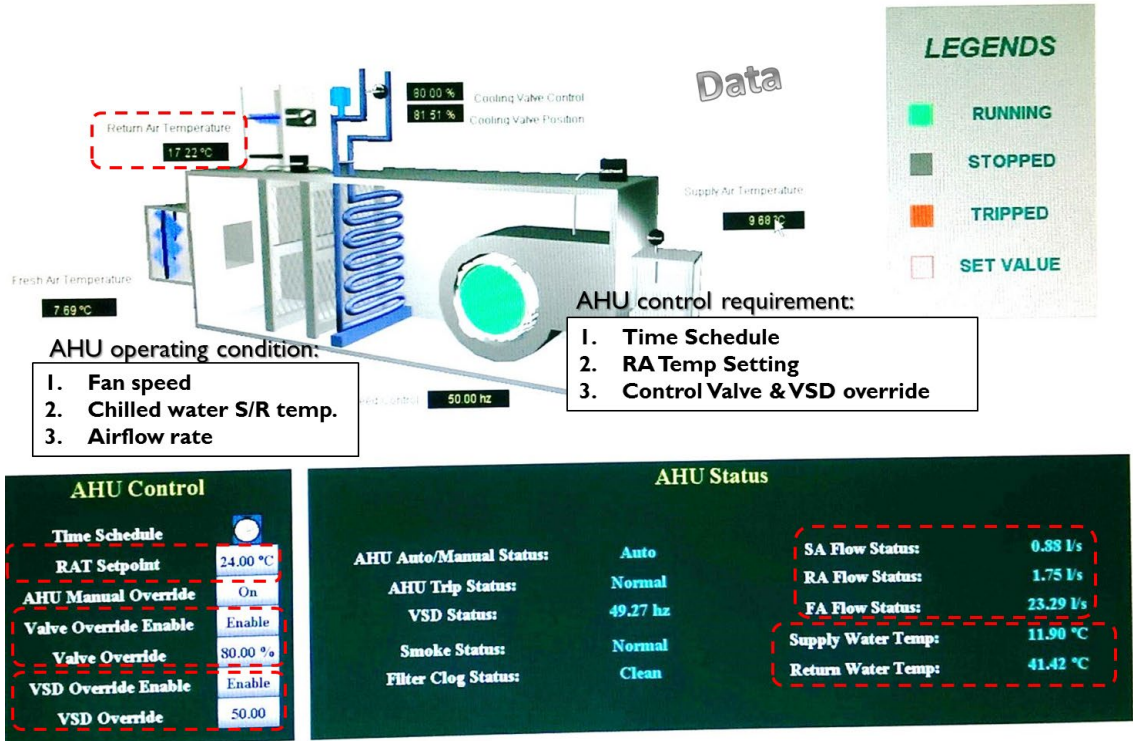 Data
LEGENDS
RUNNING
STOPPED
TRIPPED
SET VALUE
80.00 % Cooling Valve Control
81.51 % Cooling Valve Position
Return Air Temperature
17.22 °C
Supply Air Temperature
9.68 °C
Fresh Air Temperature
7.69 °C
AHU operating condition:
1. Fan speed
2. Chilled water S/R temp.
3. Airflow rate
AHU control requirement:
1. Time Schedule
2. RA Temp Setting
3. Control Valve & VSD override
Control 50.00 hz
AHU Control
Time Schedule
RAT Setpoint 24.00 °C
AHU Manual Override On
Valve Override Enable Enable
Valve Override 80.00 %
VSD Override Enable Enable
VSD Override 50.00
AHU Status
AHU Auto/Manual Status: Auto
AHU Trip Status: Normal
VSD Status: 49.27 hz
Smoke Status: Normal
Filter Clog Status: Clean
SA Flow Status: 0.88 l/s
RA Flow Status: 1.75 l/s
FA Flow Status: 23.29 l/s
Supply Water Temp: 11.90 °C
Return Water Temp: 41.42 °C